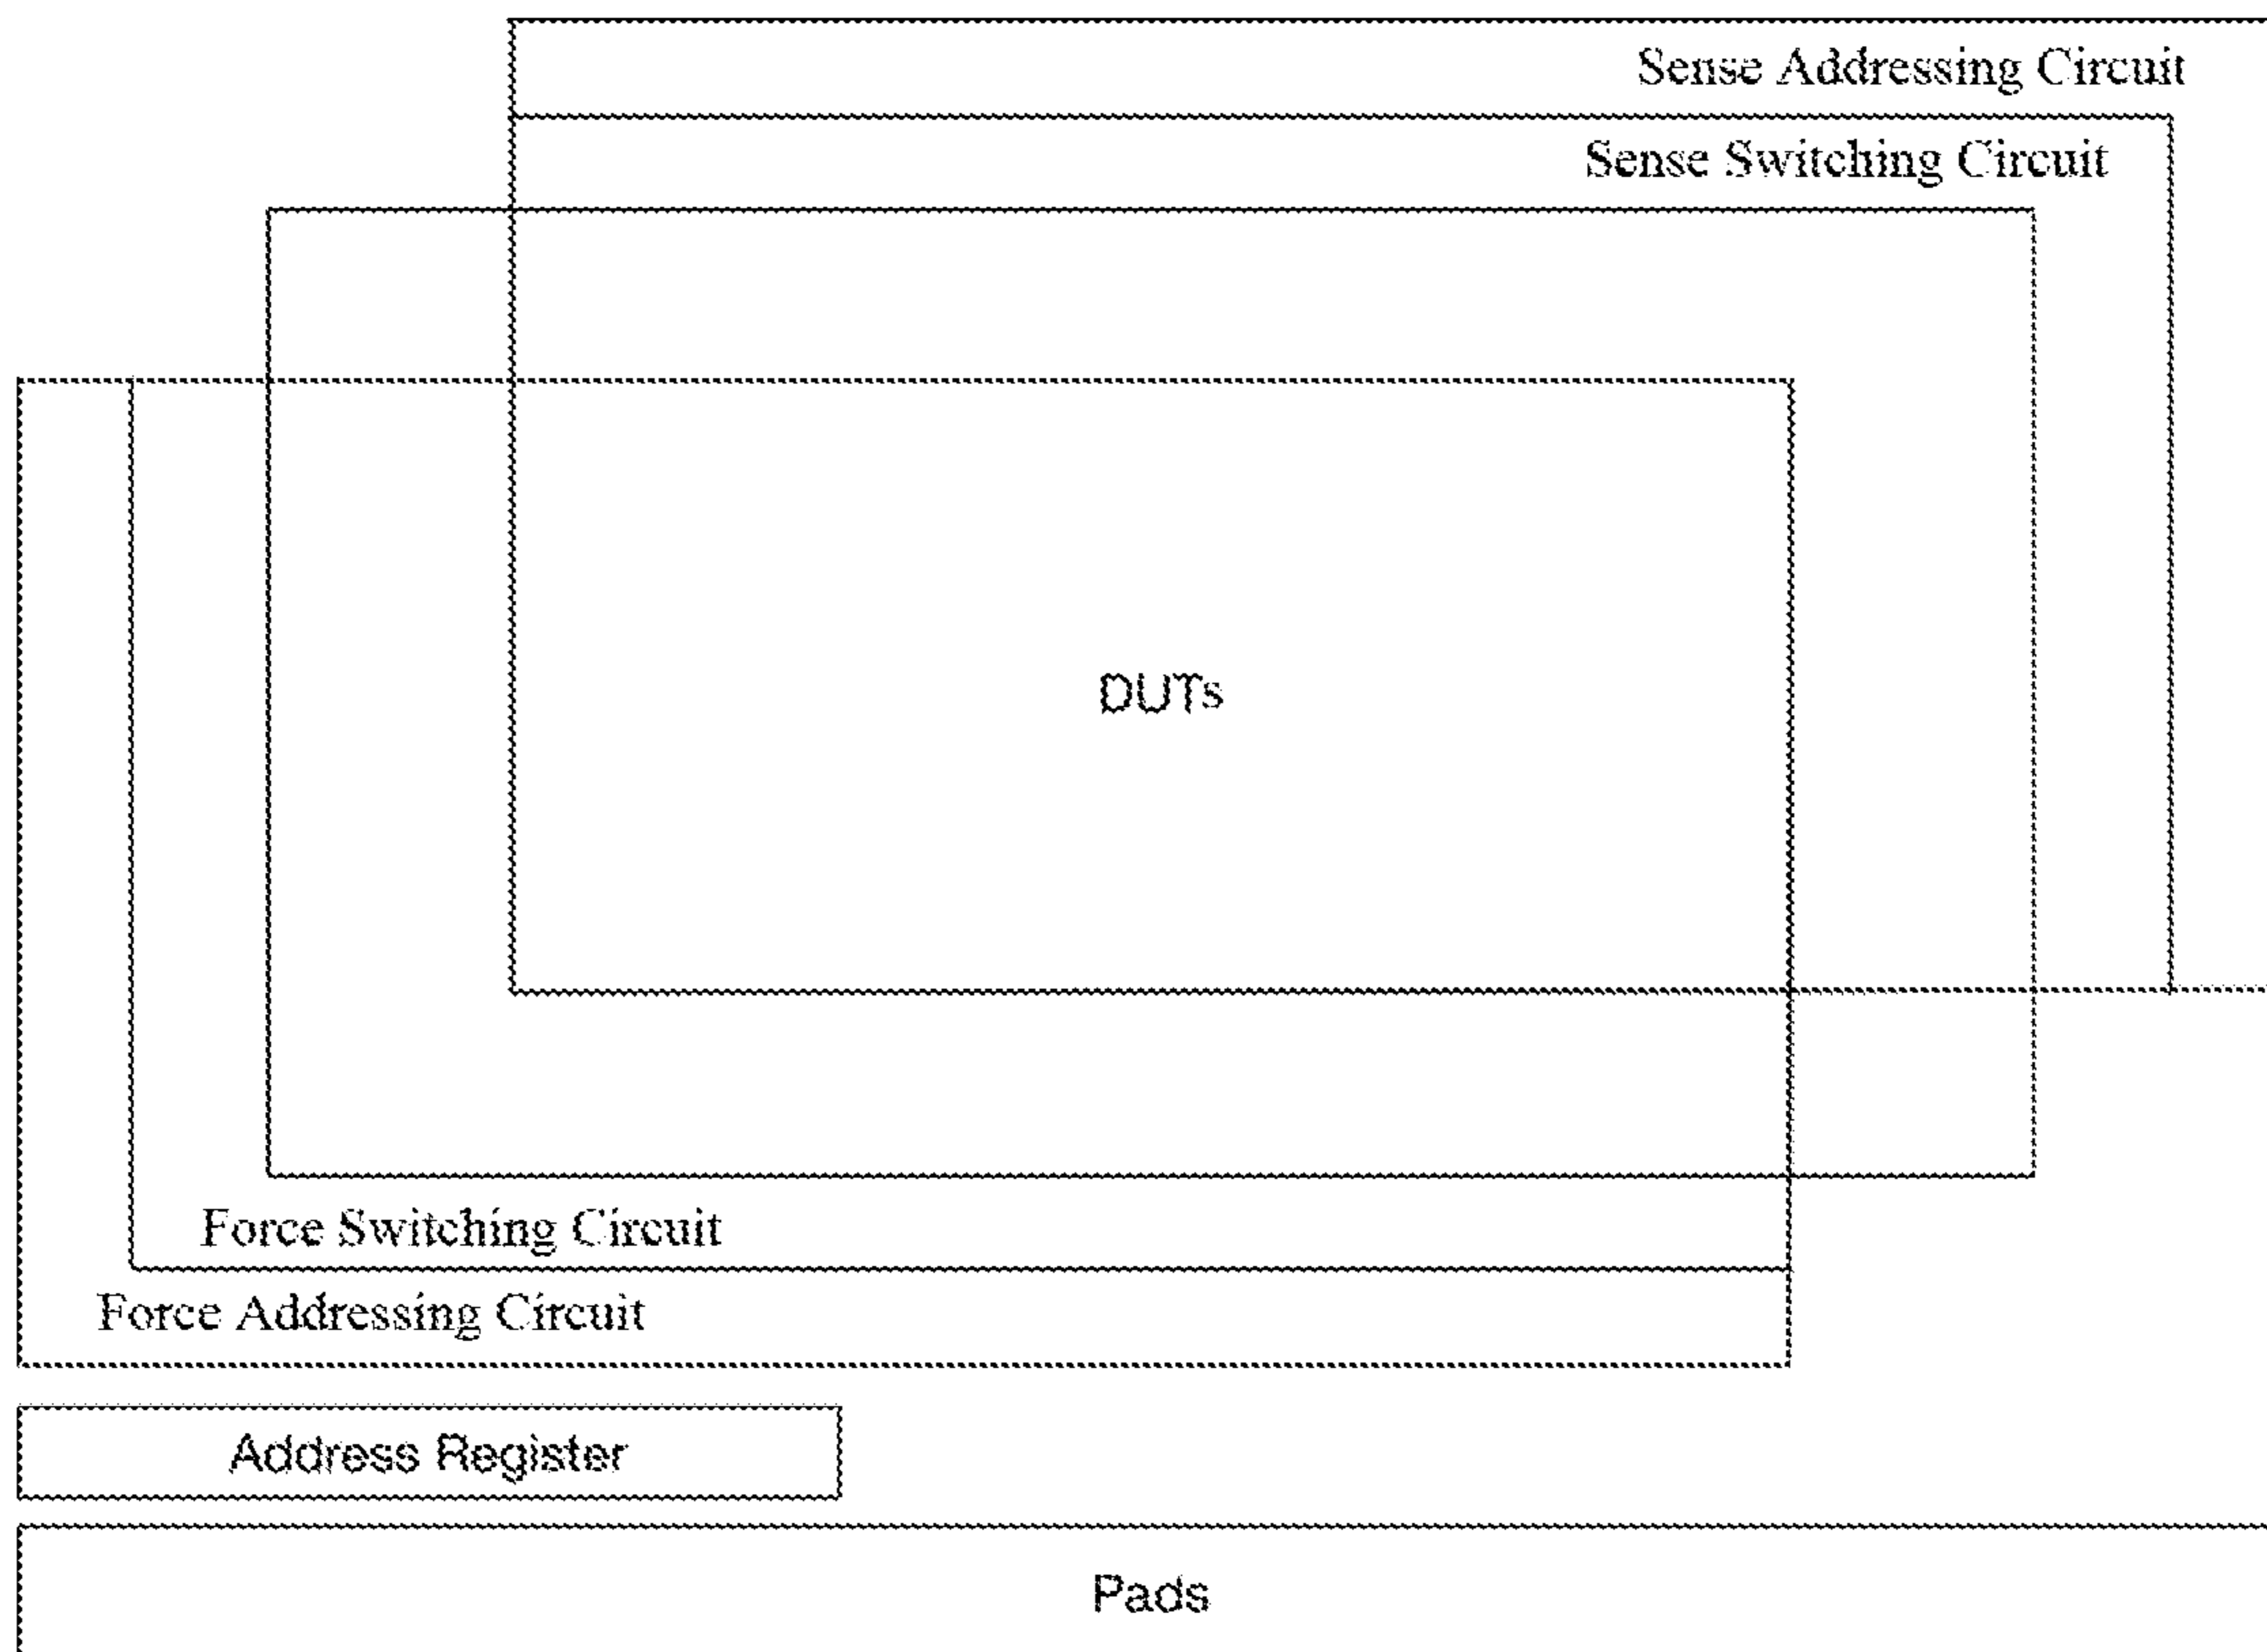 Sense Addressing Circuit
Sense Switching Circuit
DUTs
Force Switching Circuit
Force Addressing Circuit
Address Register
Pads